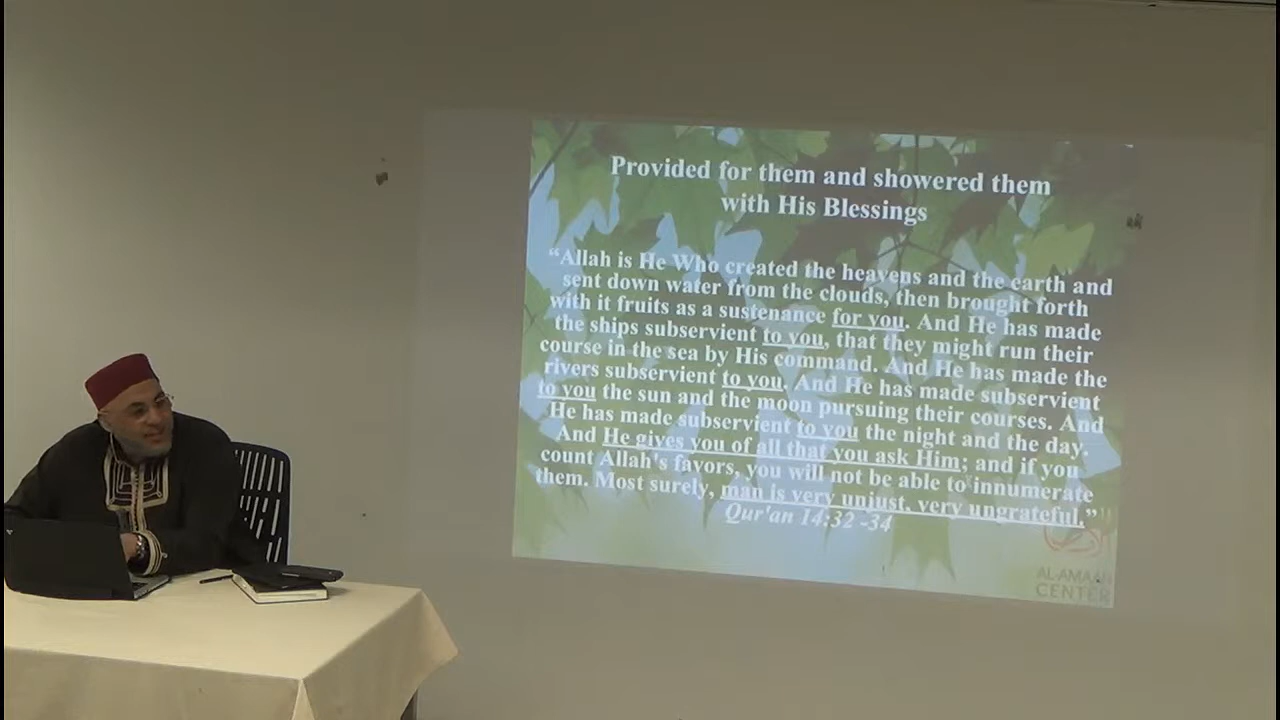 Provided for them and showered them
with His Blessings
“Allah is He Who created the heavens and the earth and
sent down water from the clouds, then brought forth
with it fruits as a sustenance for you. And He has made
the ships subservient to you, that they might run their
course in the sea by His command. And He has made the
rivers subservient to you. And He has made subservient
to you the sun and the moon pursuing their courses. And
He has made subservient to you the night and the day.
And He gives you of all that you ask Him; and if you
count Allah's favors, you will not be able to innumerate
them. Most surely, man is very unjust, very ungrateful.”
Qur'an 14:32 -34
AL-AMAAN
CENTER